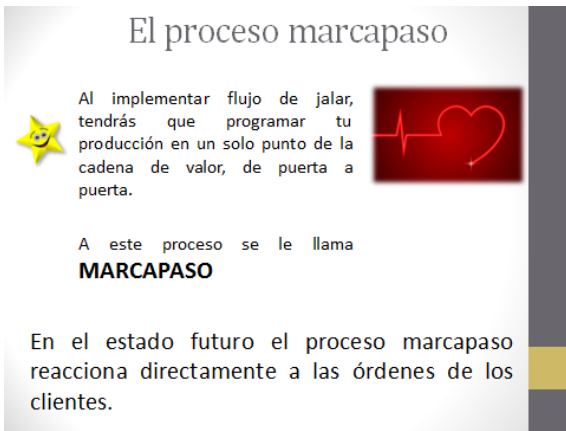 El proceso marcapaso
Al implementar flujo de jalar,
tendrás que programar tu
producción en un solo punto de la
cadena de valor, de puerta a
puerta.
A este proceso se le llama
MARCAPASO
En el estado futuro el proceso marcapaso
reacciona directamente a las órdenes de los
clientes.